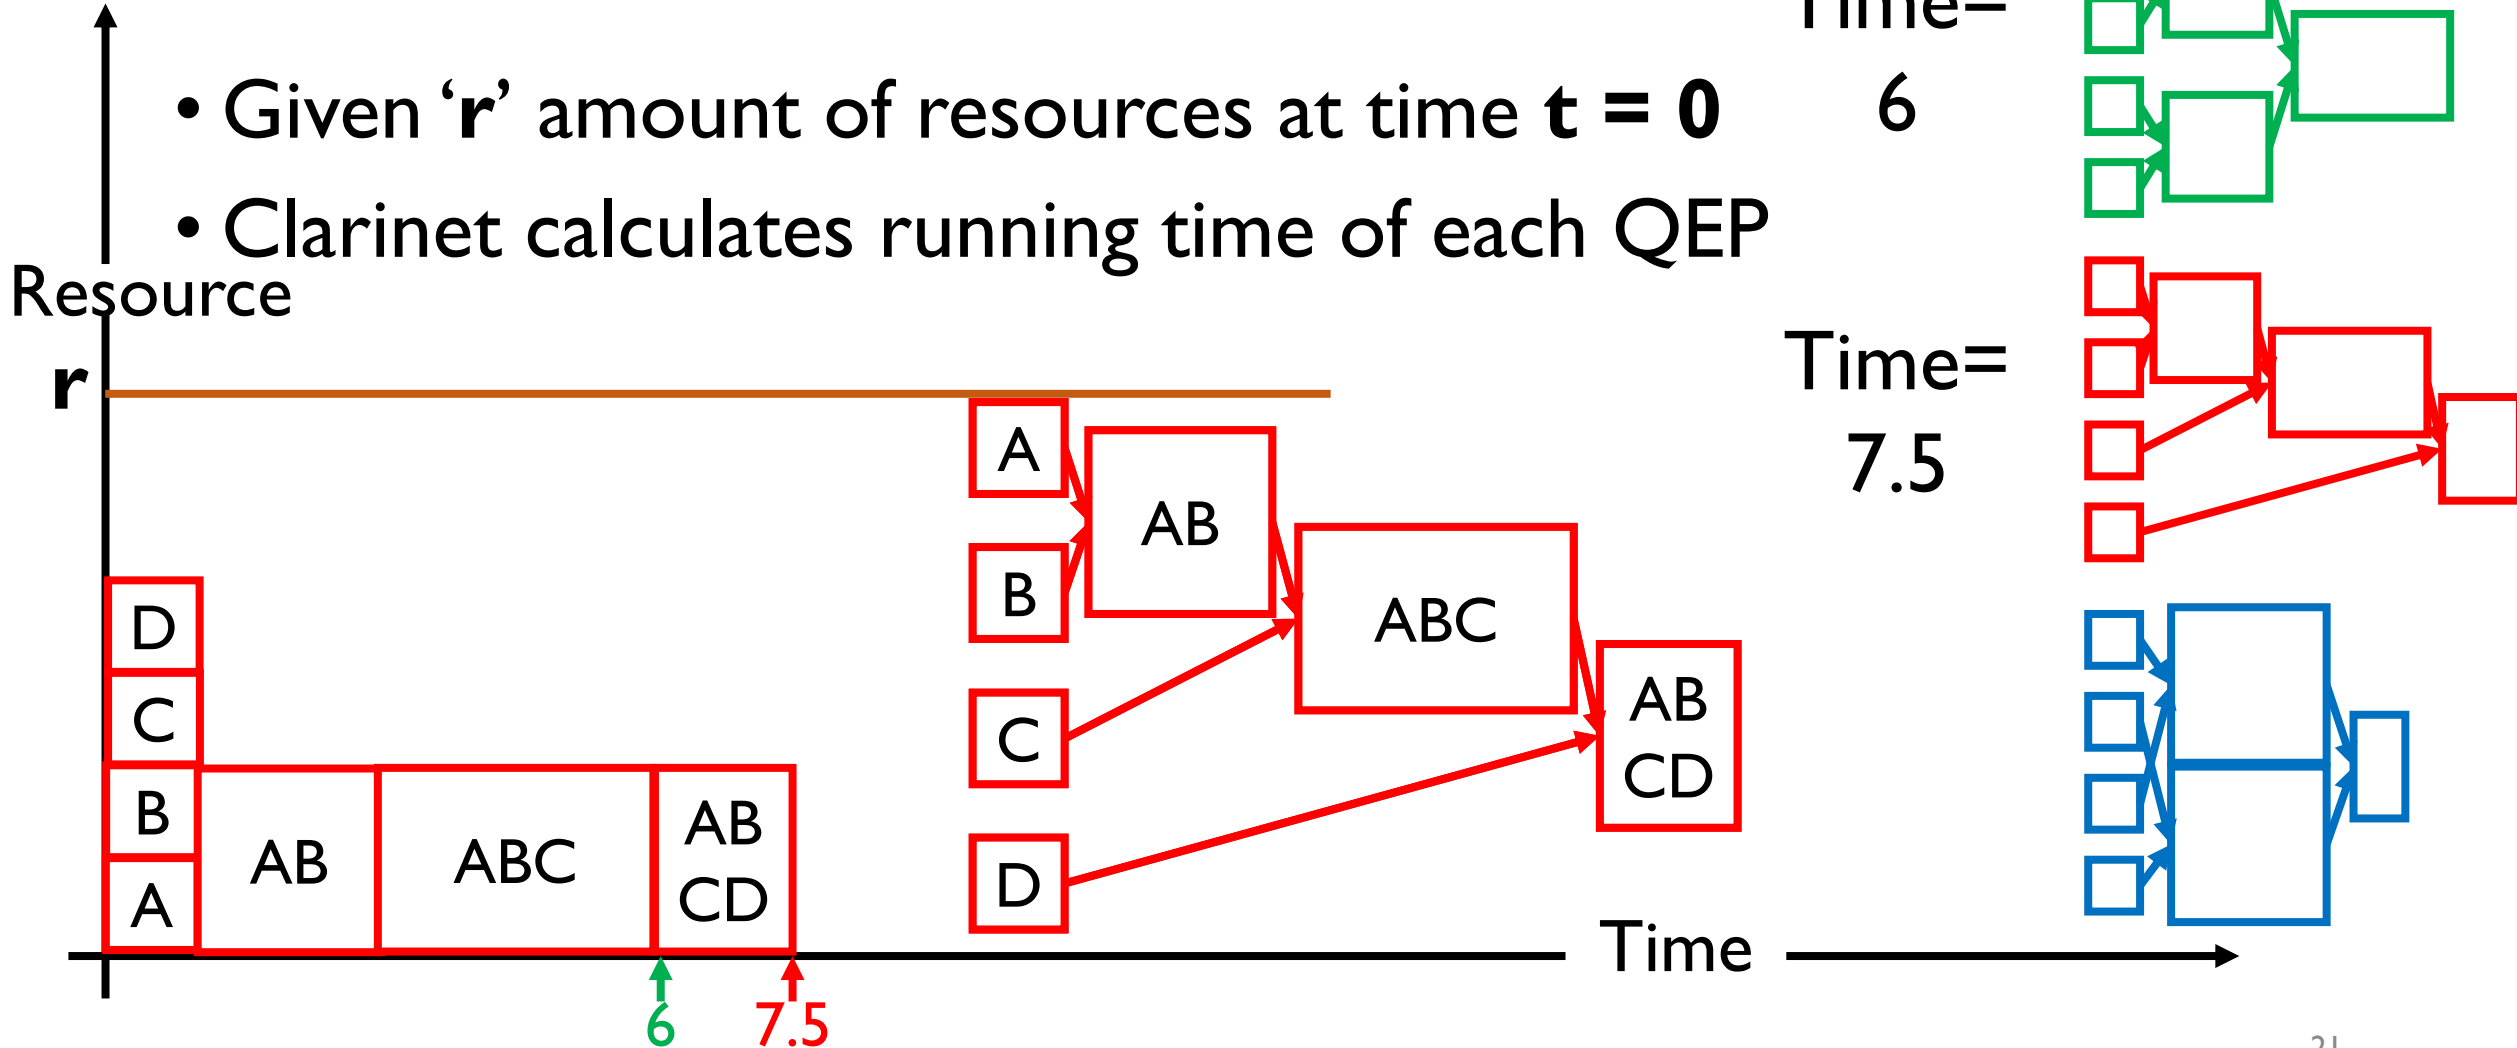 Time=
6
• Given ‘r’ amount of resources at time t = 0
• Clarinet calculates running time of each QEP
Resource
r
Time=
7.5
A
AB
B
ABC
C
AB
CD
D
D
C
B
A
AB
ABC
AB
CD
Time
6
7.5
21